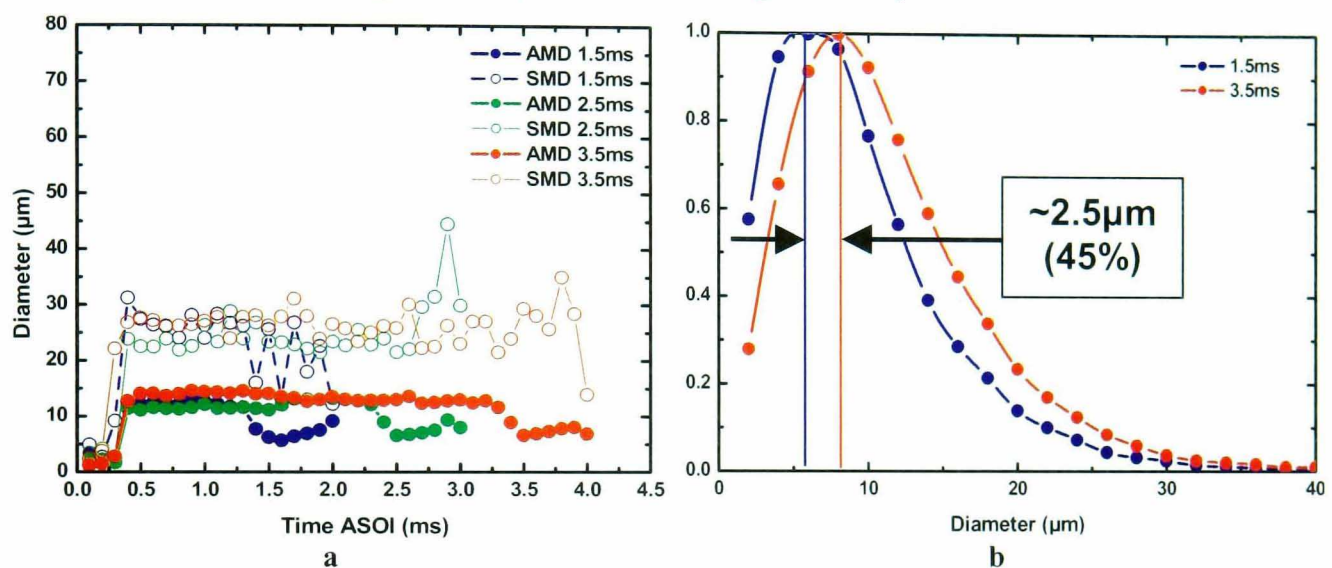 80
70
60
50
40
30
20
10
0
Diameter (µm)
AMD 1.5ms
SMD 1.5ms
AMD 2.5ms
SMD 2.5ms
AMD 3.5ms
SMD 3.5ms
0.0 0.5 1.0 1.5 2.0 2.5 3.0 3.5 4.0 4.5
Time ASOI (ms)
a
1.0
0.8
0.6
0.4
0.2
0.0
1.5ms
3.5ms
~2.5µm
(45%)
0 10 20 30 40
Diameter (µm)
b